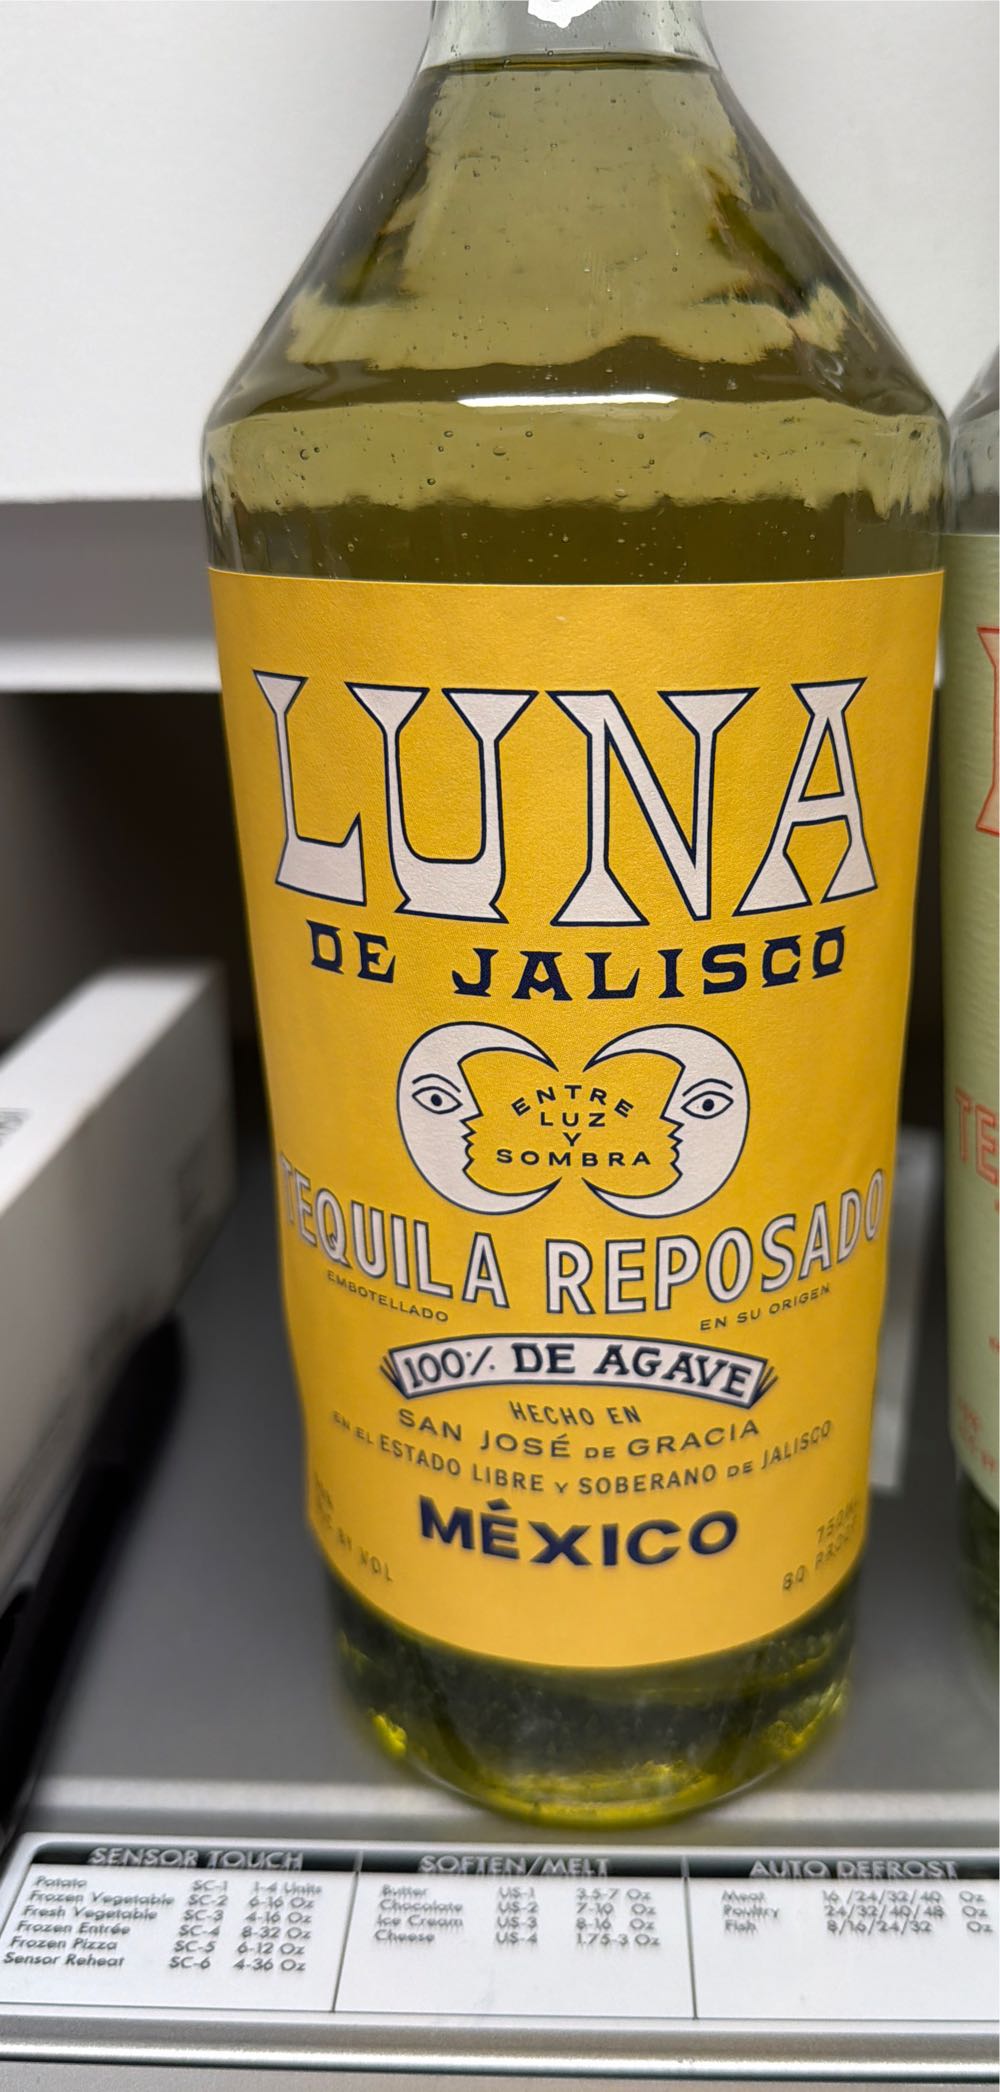 LUNA
DE JALISCO
ENTRE
LUZ
Y
SOMBRA
TEQUILA REPOSADO
EMBOTELLADO
EN SU ORIGEN
100% DE AGAVE
HECHO EN
SAN JOSÉ DE GRACIA
EN EL ESTADO LIBRE Y SOBERANO DE JALISCO
MÉXICO
BY VOL
750ML
80 PROOF
SENSOR TOUCH
Potato SC-1 1-4 Units
Frozen Vegetable SC-2 6-16 Oz
Fresh Vegetable SC-3 4-16 Oz
Frozen Entrée SC-4 8-32 Oz
Frozen Pizza SC-5 6-12 Oz
Sensor Reheat SC-6 4-36 Oz
SOFTEN/MELT
Butter US-1 3.5-7 Oz
Chocolate US-2 7-10 Oz
Ice Cream US-3 8-16 Oz
Cheese US-4 1.75-3 Oz
AUTO DEFROST
Meat 16/24/32/40 Oz
Poultry 24/32/40/48 Oz
Fish 8/16/24/32 Oz